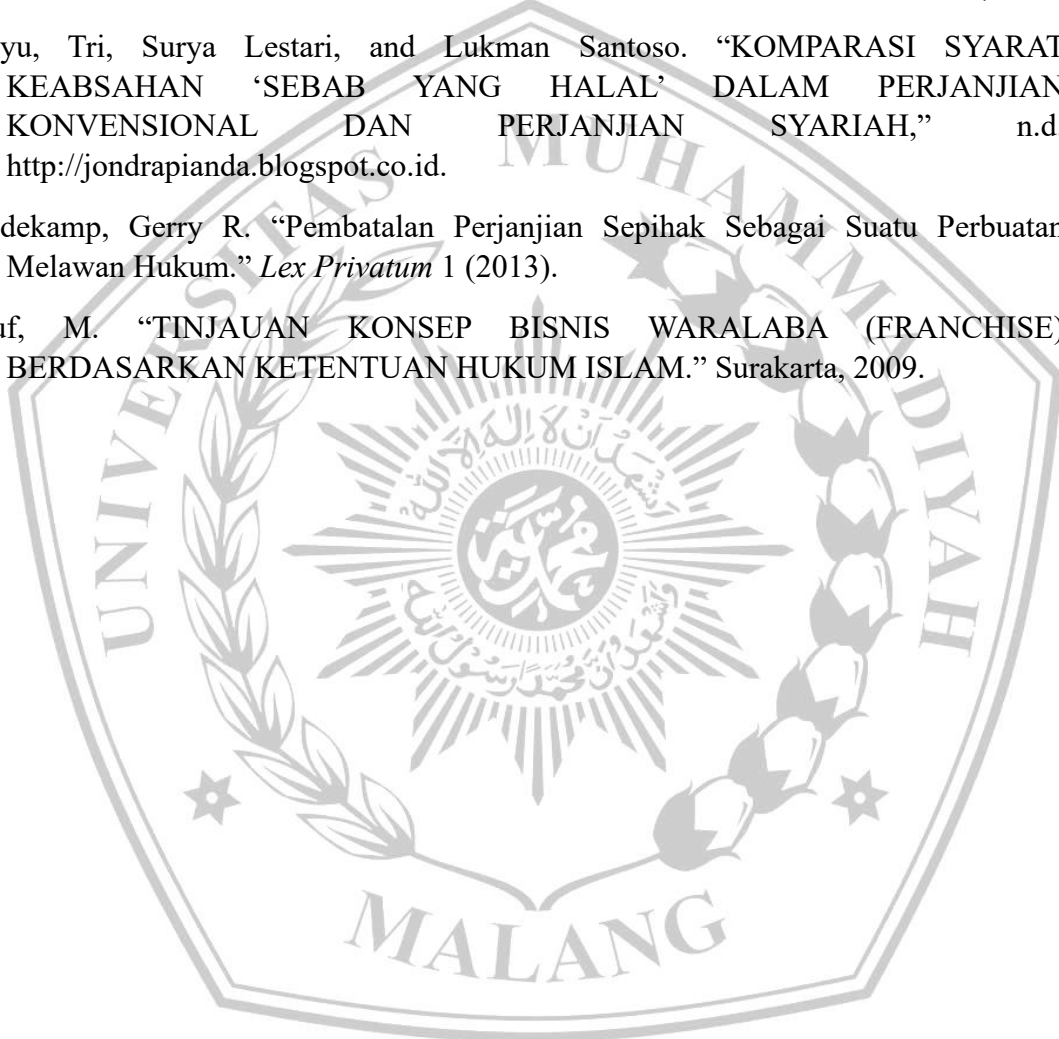 yu, Tri, Surya Lestari, and Lukman Santoso. “KOMPARASI SYARAT
KEABSAHAN ‘SEBAB YANG HALAL’ DALAM PERJANJIAN
KONVENSIONAL DAN PERJANJIAN SYARIAH,” n.d.
http://jondrapianda.blogspot.co.id.
dekamp, Gerry R. “Pembatalan Perjanjian Sepihak Sebagai Suatu Perbuatan
Melawan Hukum.” Lex Privatum 1 (2013).
uf, M. “TINJAUAN KONSEP BISNIS WARALABA (FRANCHISE)
BERDASARKAN KETENTUAN HUKUM ISLAM.” Surakarta, 2009.
UNIVERSITAS MUHAMMADIYAH
MALANG